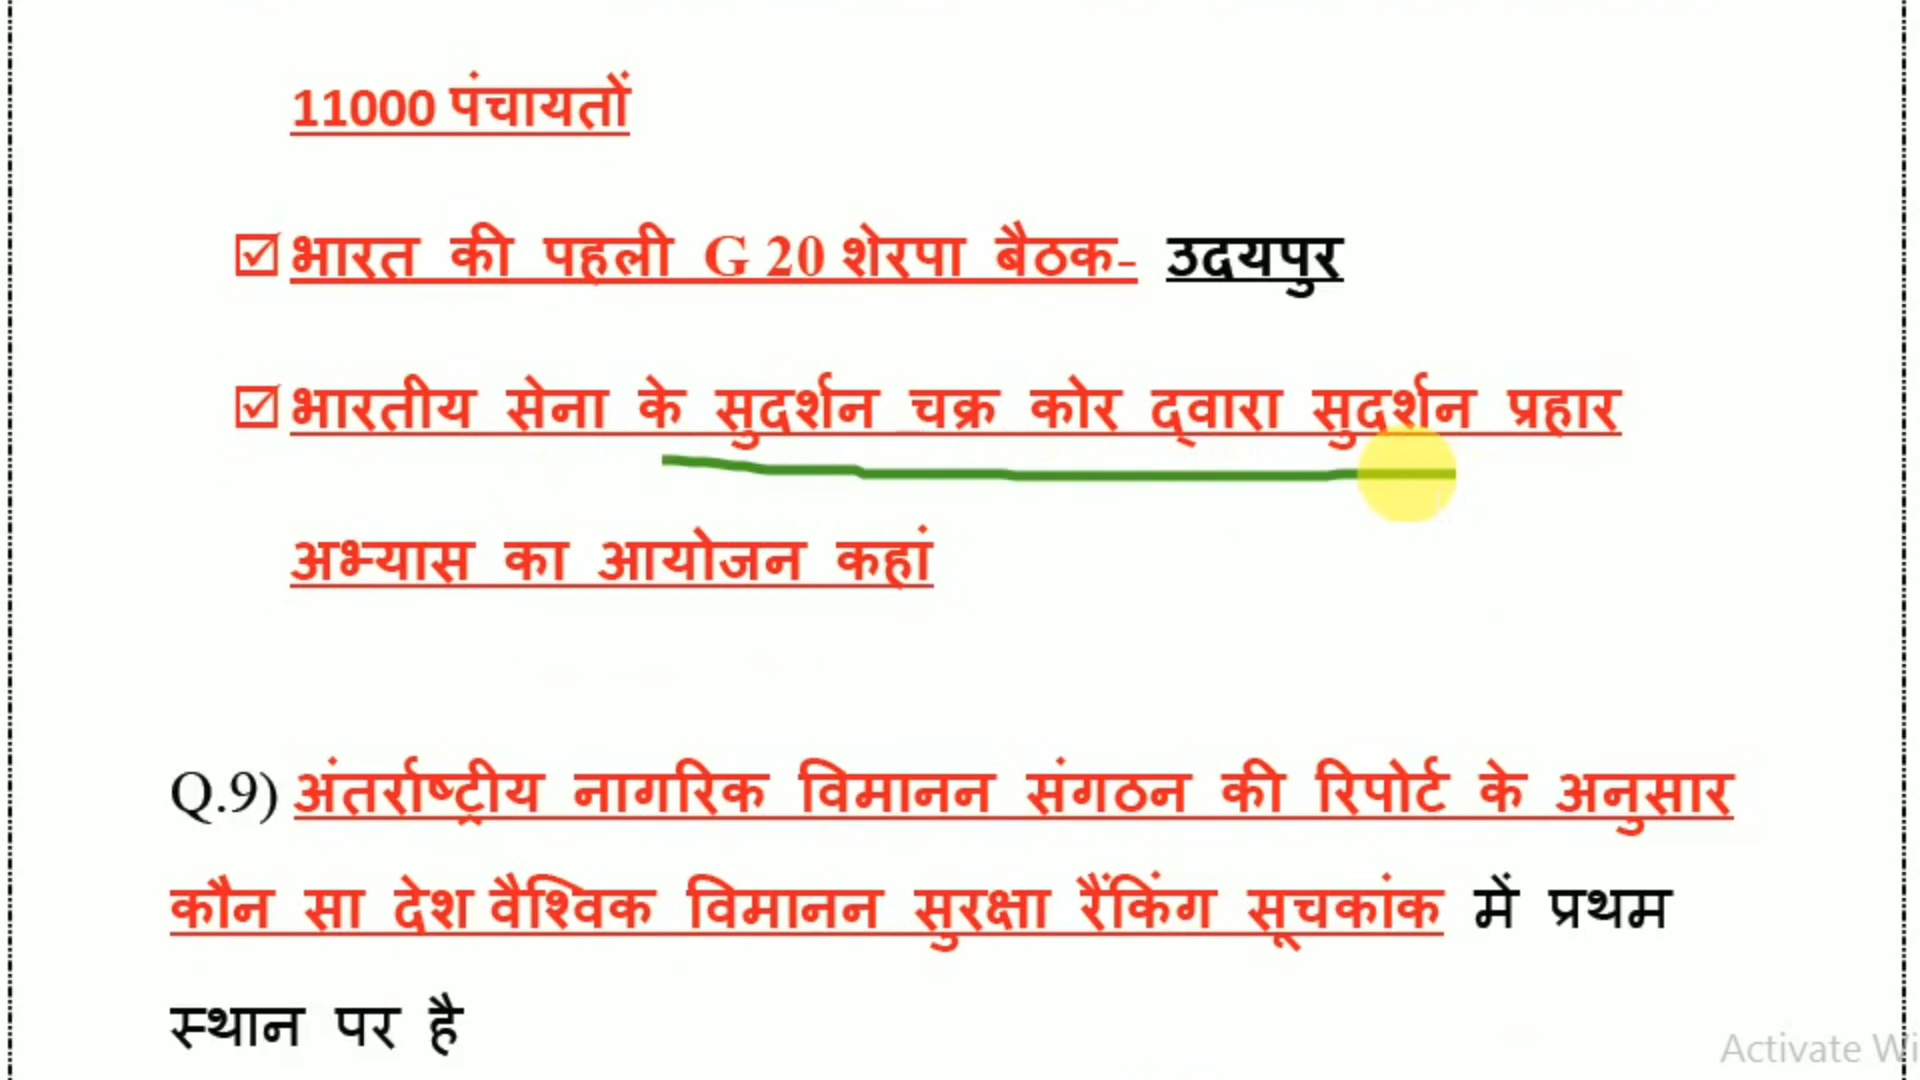 11000 पंचायतों
भारत की पहली G 20 शेरपा बैठक- उदयपुर
भारतीय सेना के सुदर्शन चक्र कोर द्वारा सुदर्शन प्रहार
अभ्यास का आयोजन कहां
Q.9) अंतर्राष्ट्रीय नागरिक विमानन संगठन की रिपोर्ट के अनुसार
कौन सा देश वैश्विक विमानन सुरक्षा रैंकिंग सूचकांक में प्रथम
स्थान पर है
Activate Wi